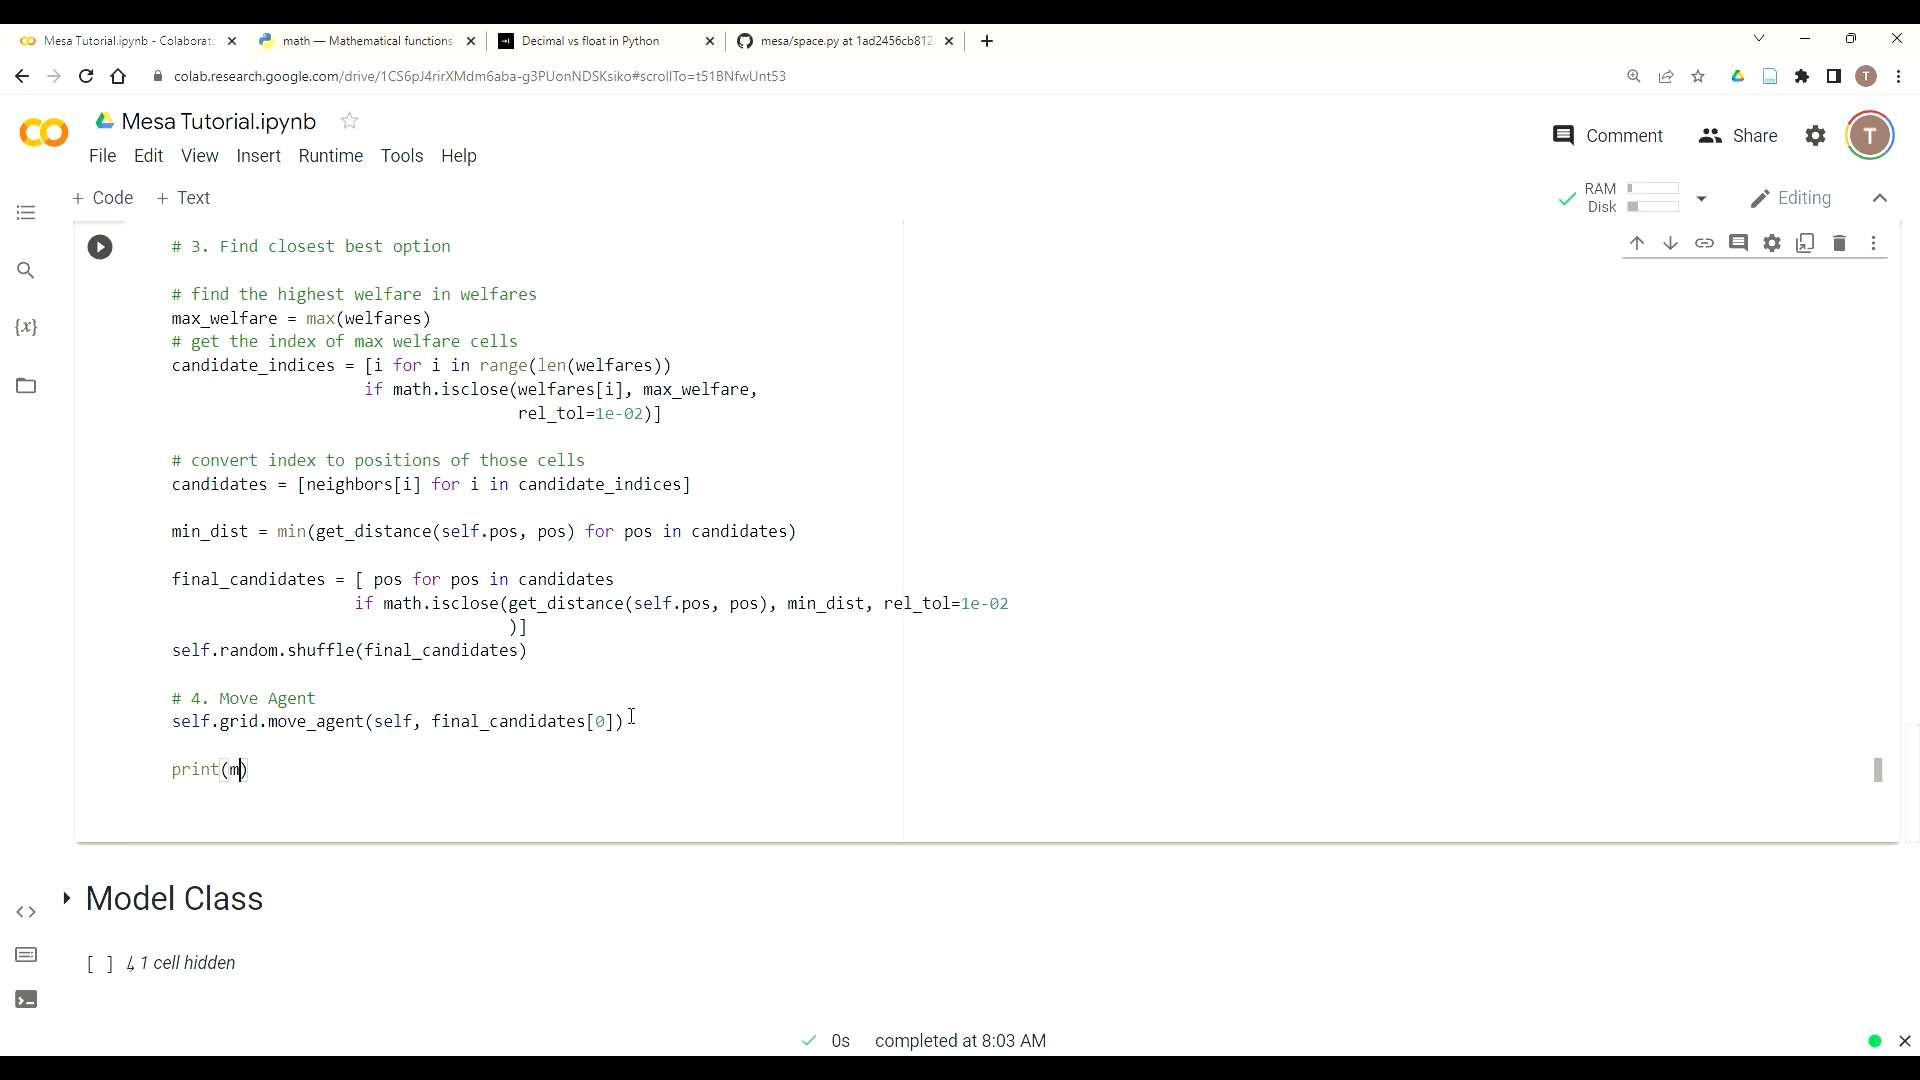 Mesa Tutorial.ipynb - Colaborato
math — Mathematical functions
Decimal vs float in Python
mesa/space.py at 1ad2456cb812
colab.research.google.com/drive/1CS6pJ4rirXMdm6aba-g3PUonNDSKsiko#scrollTo=t51BNfwUnt53
T
Mesa Tutorial.ipynb
Comment
Share
T
File Edit View Insert Runtime Tools Help
+ Code + Text
RAM
Disk
Editing
# 3. Find closest best option
# find the highest welfare in welfares
max_welfare = max(welfares)
# get the index of max welfare cells
candidate_indices = [i for i in range(len(welfares))
if math.isclose(welfares[i], max_welfare,
rel_tol=1e-02)]
# convert index to positions of those cells
candidates = [neighbors[i] for i in candidate_indices]
min_dist = min(get_distance(self.pos, pos) for pos in candidates)
final_candidates = [ pos for pos in candidates
if math.isclose(get_distance(self.pos, pos), min_dist, rel_tol=1e-02
)]
self.random.shuffle(final_candidates)
# 4. Move Agent
self.grid.move_agent(self, final_candidates[0])
print(m)
Model Class
[ ] ↳ 1 cell hidden
0s completed at 8:03 AM